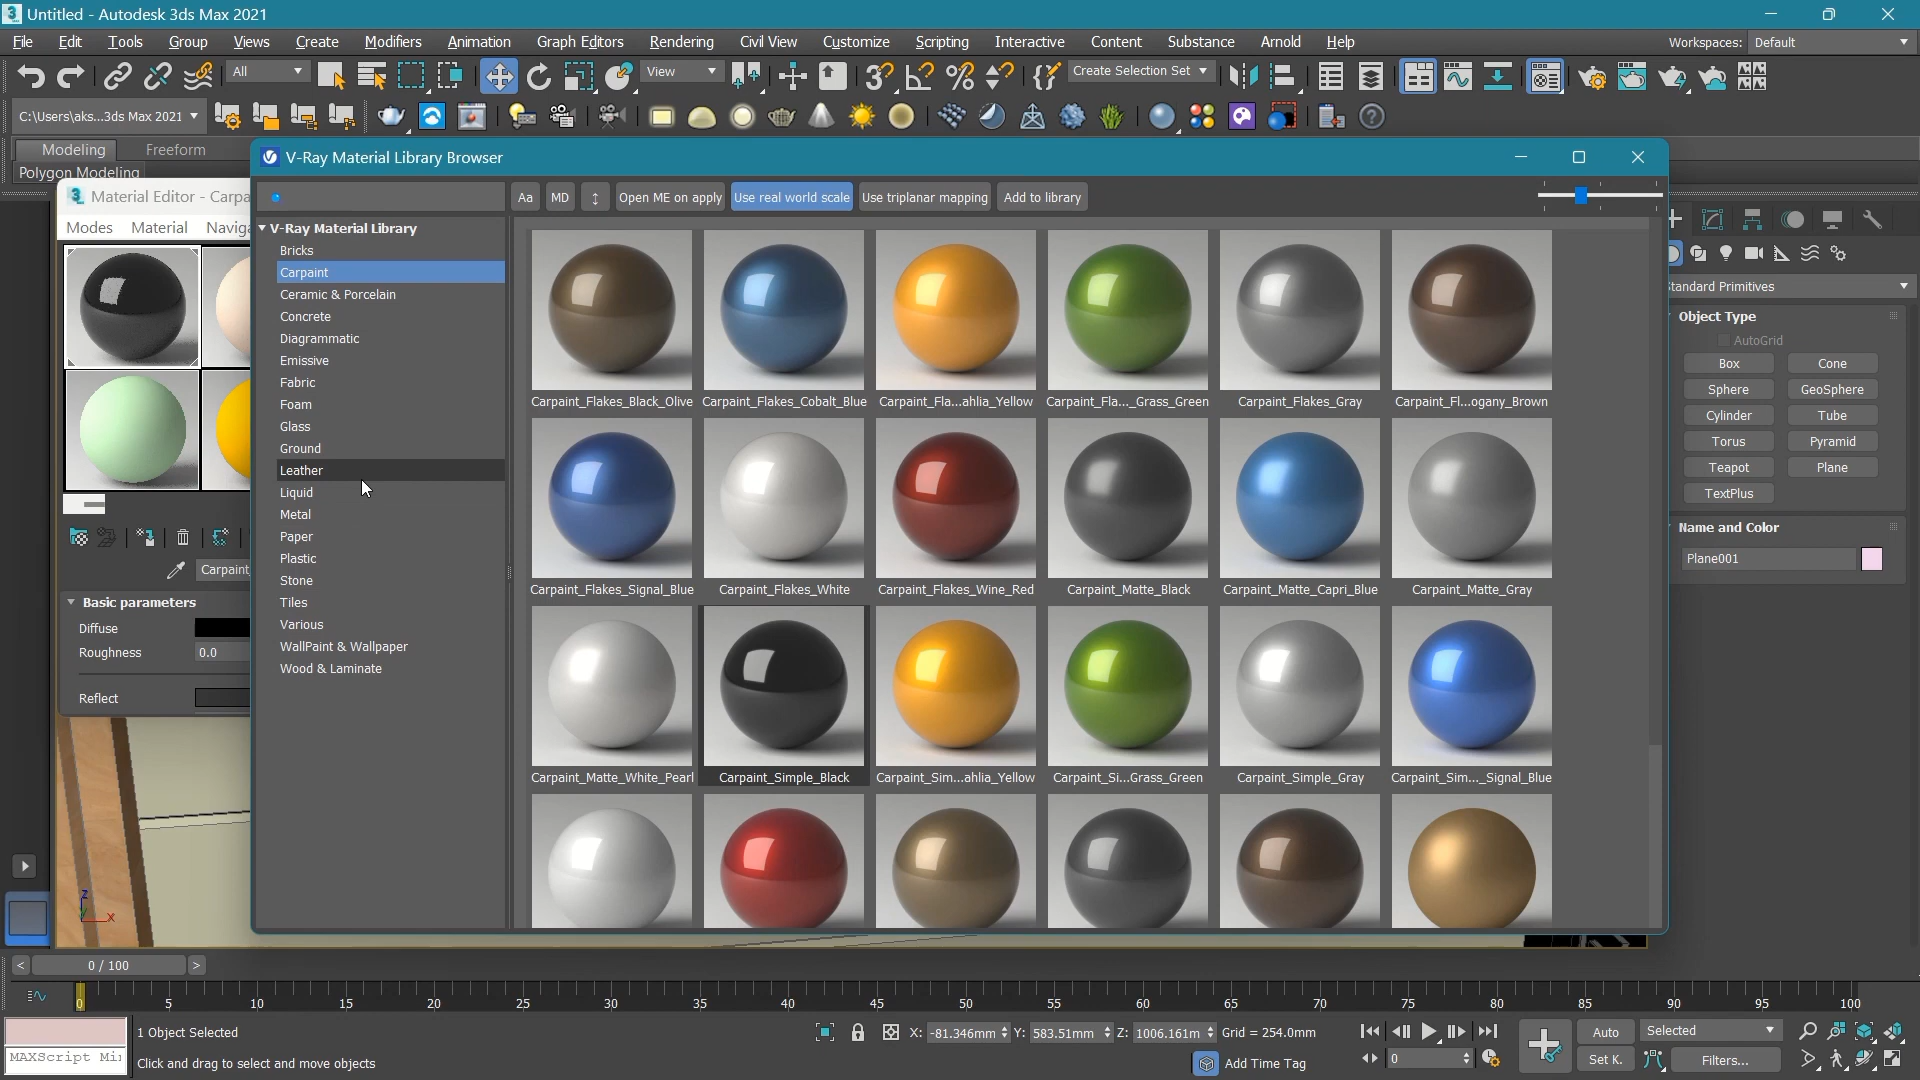 Untitled - Autodesk 3ds Max 2021
File Edit Tools Group Views Create Modifiers Animation Graph Editors Rendering Civil View Customize Scripting Interactive Content Substance Arnold Help Workspaces: Default
All View Create Selection Set
C:\Users\aks...3ds Max 2021
Modeling Freeform
Polygon Modeling
Material Editor - Carpa
Modes Material Naviga
V-Ray Material Library Browser
Aa MD Open ME on apply Use real world scale Use triplanar mapping Add to library
V-Ray Material Library
Bricks
Carpaint
Ceramic & Porcelain
Concrete
Diagrammatic
Emissive
Fabric
Foam
Glass
Ground
Leather
Liquid
Metal
Paper
Plastic
Stone
Tiles
Various
WallPaint & Wallpaper
Wood & Laminate
Carpaint_Flakes_Black_Olive Carpaint_Flakes_Cobalt_Blue Carpaint_Fla...ahlia_Yellow Carpaint_Fla..._Grass_Green Carpaint_Flakes_Gray Carpaint_Fl...ogany_Brown
Carpaint_Flakes_Signal_Blue Carpaint_Flakes_White Carpaint_Flakes_Wine_Red Carpaint_Matte_Black Carpaint_Matte_Capri_Blue Carpaint_Matte_Gray
Carpaint_Matte_White_Pearl Carpaint_Simple_Black Carpaint_Sim...ahlia_Yellow Carpaint_Si...Grass_Green Carpaint_Simple_Gray Carpaint_Sim..._Signal_Blue
Carpaint
Basic parameters
Diffuse
Roughness 0.0
Reflect
Standard Primitives
Object Type
AutoGrid
Box Cone
Sphere GeoSphere
Cylinder Tube
Torus Pyramid
Teapot Plane
TextPlus
Name and Color
Plane001
z
x
< 0 / 100 >
0 5 10 15 20 25 30 35 40 45 50 55 60 65 70 75 80 85 90 95 100
1 Object Selected X: -81.346mm Y: 583.51mm Z: 1006.161m Grid = 254.0mm Auto Selected
MAXScript Mi
Click and drag to select and move objects Add Time Tag 0 Set K. Filters...